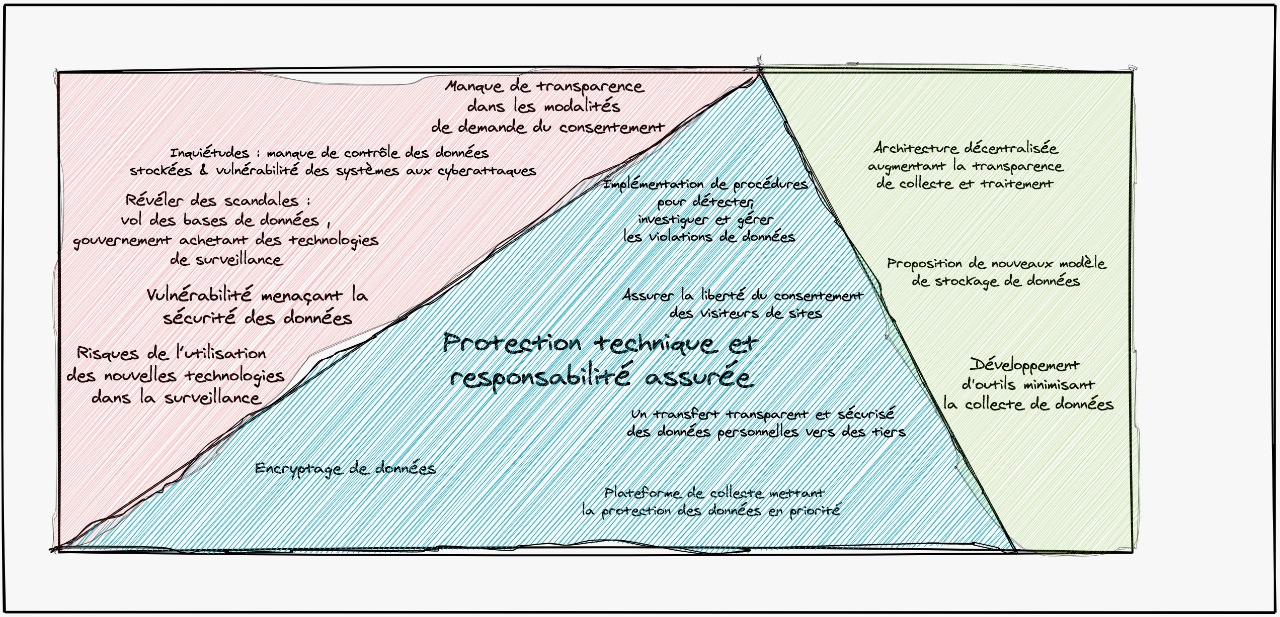 Manque de transparence
dans les modalités
de demande du consentement
Inquiétudes : manque de contrôle des données
stockées & vulnérabilité des systèmes aux cyberattaques
Révéler des scandales :
vol des bases de données ,
gouvernement achetant des technologies
de surveillance
Vulnérabilité menaçant la
sécurité des données
Risques de l'utilisation
des nouvelles technologies
dans la surveillance
Implémentation de procédures
pour détecter,
investiguer et gérer
les violations de données
Assurer la liberté du consentement
des visiteurs de sites
Protection technique et
responsabilité assurée
Un transfert transparent et sécurisé
des données personnelles vers des tiers
Encryptage de données
Plateforme de collecte mettant
la protection des données en priorité
Architecture décentralisée
augmentant la transparence
de collecte et traitement
Proposition de nouveaux modèle
de stockage de données
Développement
d'outils minimisant
la collecte de données